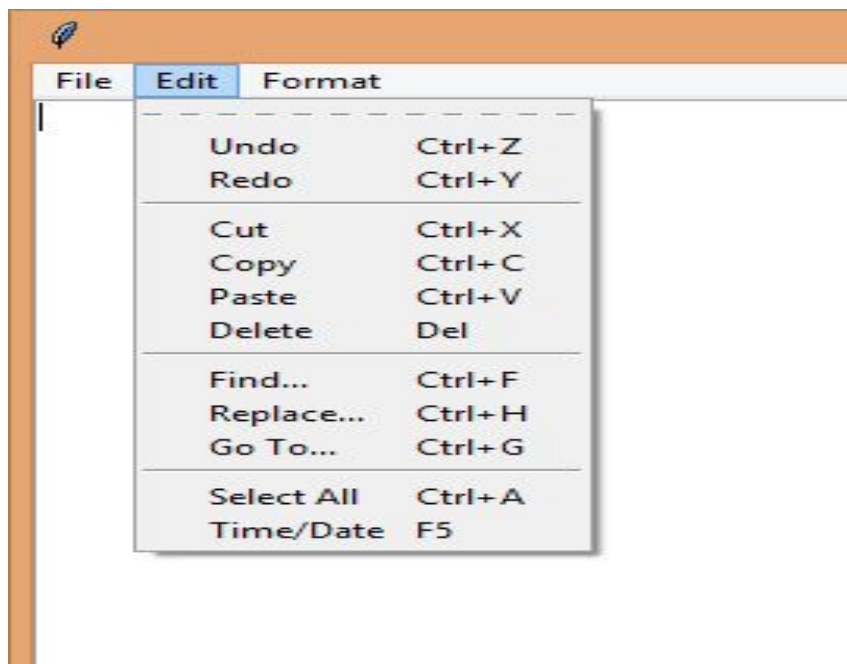 File Edit Format
Undo Ctrl+Z
Redo Ctrl+Y
Cut Ctrl+X
Copy Ctrl+C
Paste Ctrl+V
Delete Del
Find... Ctrl+F
Replace... Ctrl+H
Go To... Ctrl+G
Select All Ctrl+A
Time/Date F5